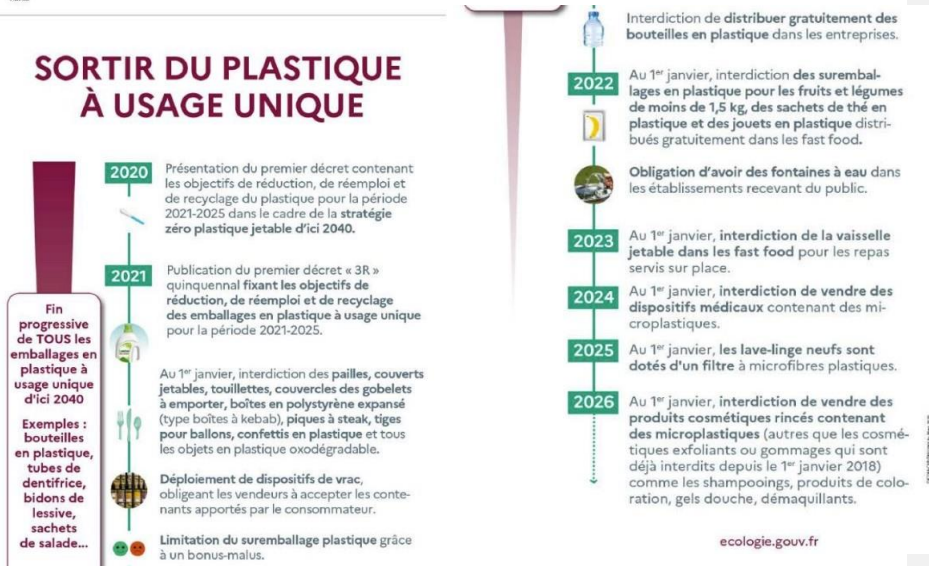 SORTIR DU PLASTIQUE
À USAGE UNIQUE
2020
Présentation du premier décret contenant
les objectifs de réduction, de réemploi et
de recyclage du plastique pour la période
2021-2025 dans le cadre de la stratégie
zéro plastique jetable d'ici 2040.
2021
Publication du premier décret « 3R »
quinquennal fixant les objectifs de
réduction, de réemploi et de recyclage
des emballages en plastique à usage unique
pour la période 2021-2025.
Fin
progressive
de TOUS les
emballages en
plastique à
usage unique
d'ici 2040
Exemples :
bouteilles
en plastique,
tubes de
dentifrice,
bidons de
lessive,
sachets
de salade...
Au 1er janvier, interdiction des pailles, couverts
jetables, touillettes, couvercles des gobelets
à emporter, boîtes en polystyrène expansé
(type boîtes à kebab), piques à steak, tiges
pour ballons, confettis en plastique et tous
les objets en plastique oxodégradable.
Déploiement de dispositifs de vrac,
obligeant les vendeurs à accepter les conte-
nants apportés par le consommateur.
Limitation du suremballage plastique grâce
à un bonus-malus.
Interdiction de distribuer gratuitement des
bouteilles en plastique dans les entreprises.
2022
Au 1er janvier, interdiction des suremball-
lages en plastique pour les fruits et légumes
de moins de 1,5 kg, des sachets de thé en
plastique et des jouets en plastique distri-
bués gratuitement dans les fast food.
Obligation d'avoir des fontaines à eau dans
les établissements recevant du public.
2023
Au 1er janvier, interdiction de la vaisselle
jetable dans les fast food pour les repas
servis sur place.
2024
Au 1er janvier, interdiction de vendre des
dispositifs médicaux contenant des mi-
croplastiques.
2025
Au 1er janvier, les lave-linge neufs sont
dotés d'un filtre à microfibres plastiques.
2026
Au 1er janvier, interdiction de vendre des
produits cosmétiques rincés contenant
des microplastiques (autres que les cosmé-
tiques exfoliants ou gommages qui sont
déjà interdits depuis le 1er janvier 2018)
comme les shampooings, produits de colo-
ration, gels douche, démaquillants.
ecologie.gouv.fr